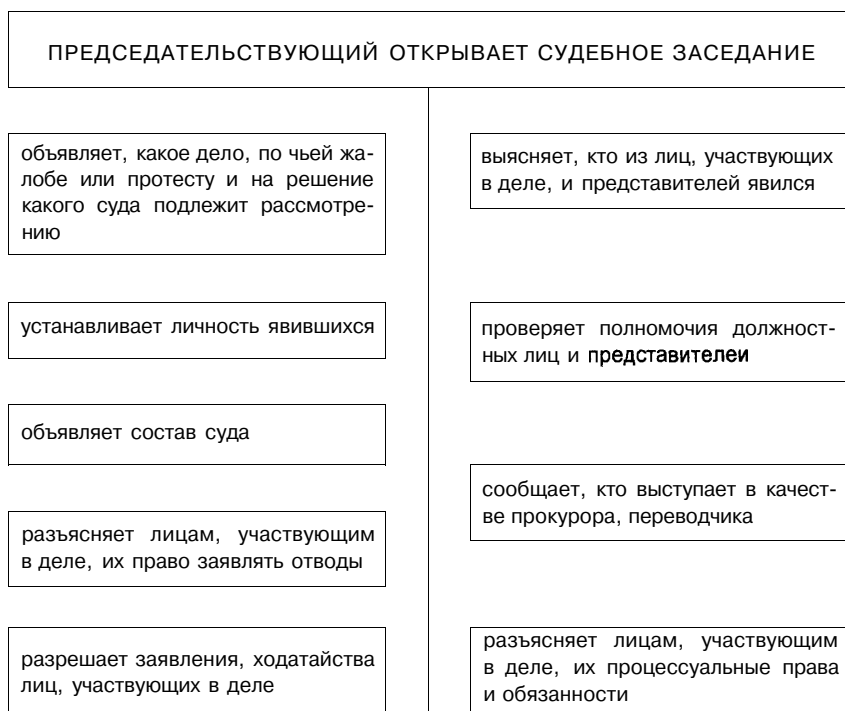 ПРЕДСЕДАТЕЛЬСТВУЮЩИЙ ОТКРЫВАЕТ СУДЕБНОЕ ЗАСЕДАНИЕ
объявляет, какое дело, по чьей жа-
лобе или протесту и на решение
какого суда подлежит рассмотре-
нию
выясняет, кто из лиц, участвующих
в деле, и представителей явился
устанавливает личность явившихся
проверяет полномочия должност-
ных лиц и представителеи
объявляет состав суда
сообщает, кто выступает в качест-
ве прокурора, переводчика
разъясняет лицам, участвующим
в деле, их право заявлять отводы
разрешает заявления, ходатайства
лиц, участвующих в деле
разъясняет лицам, участвующим
в деле, их процессуальные права
и обязанности